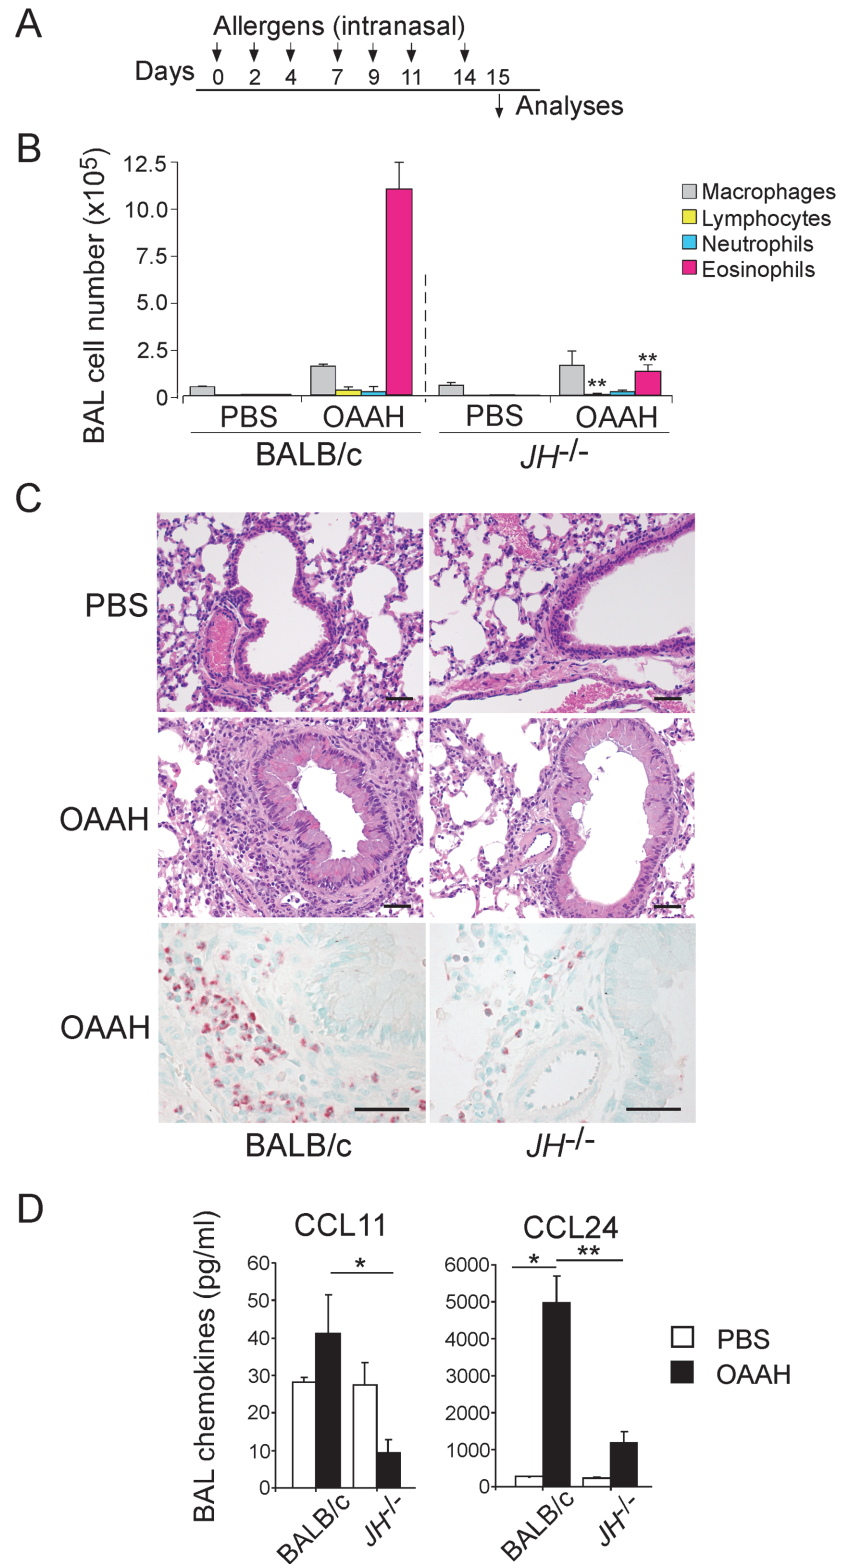 A
Allergens (intranasal)
Days 0 2 4 7 9 11 14 15
Analyses
B
BAL cell number (x10⁵)
12.5
10.0
7.5
5.0
2.5
0
** **
Macrophages
Lymphocytes
Neutrophils
Eosinophils
PBS OAAH PBS OAAH
BALB/c JH-/-
C
PBS
OAAH
OAAH
BALB/c JH-/-
D
BAL chemokines (pg/ml)
CCL11
60
50
40
30
20
10
0
*
BALB/c JH-/-
CCL24
6000
5000
4000
3000
2000
1000
0
* **
BALB/c JH-/-
PBS
OAAH